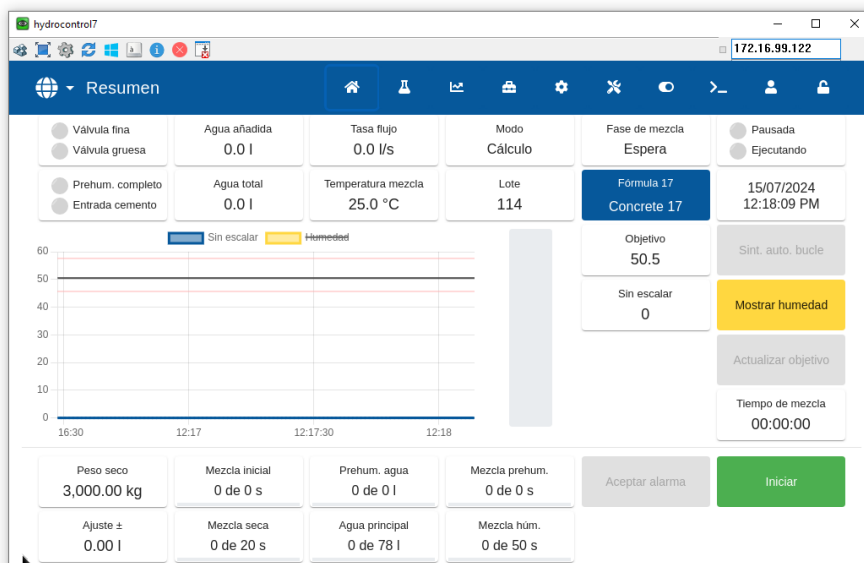 hydrocontrol7
172.16.99.122
Resumen
Válvula fina
Válvula gruesa
Agua añadida
0.0 l
Tasa flujo
0.0 l/s
Modo
Cálculo
Fase de mezcla
Espera
Pausada
Ejecutando
Prehum. completo
Entrada cemento
Agua total
0.0 l
Temperatura mezcla
25.0 °C
Lote
114
Fórmula 17
Concrete 17
15/07/2024
12:18:09 PM
Sin escalar
Humedad
60
50
40
30
20
10
0
16:30
12:17
12:17:30
12:18
Objetivo
50.5
Sin escalar
0
Sint. auto. bucle
Mostrar humedad
Actualizar objetivo
Tiempo de mezcla
00:00:00
Peso seco
3,000.00 kg
Mezcla inicial
0 de 0 s
Prehum. agua
0 de 0 l
Mezcla prehum.
0 de 0 s
Aceptar alarma
Iniciar
Ajuste ±
0.00 l
Mezcla seca
0 de 20 s
Agua principal
0 de 78 l
Mezcla húm.
0 de 50 s